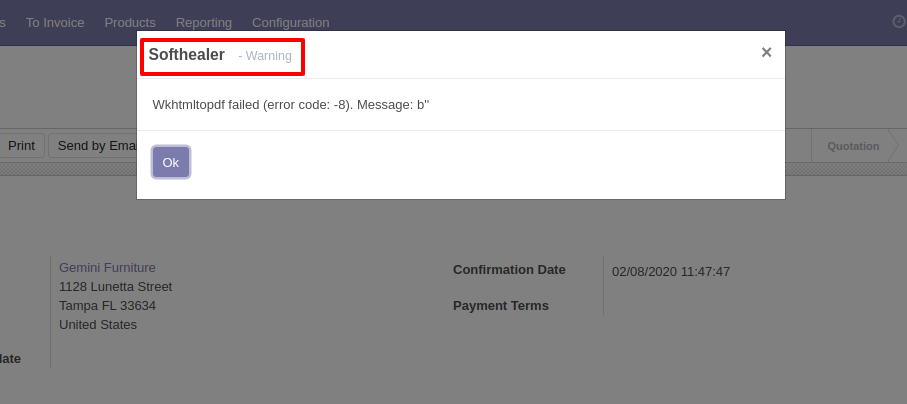 s To Invoice Products Reporting Configuration
Softhealer - Warning ×
Wkhtmltopdf failed (error code: -8). Message: b''
Print Send by Ema Quotation
Ok
Gemini Furniture Confirmation Date 02/08/2020 11:47:47
1128 Lunetta Street
Tampa FL 33634 Payment Terms
United States
late